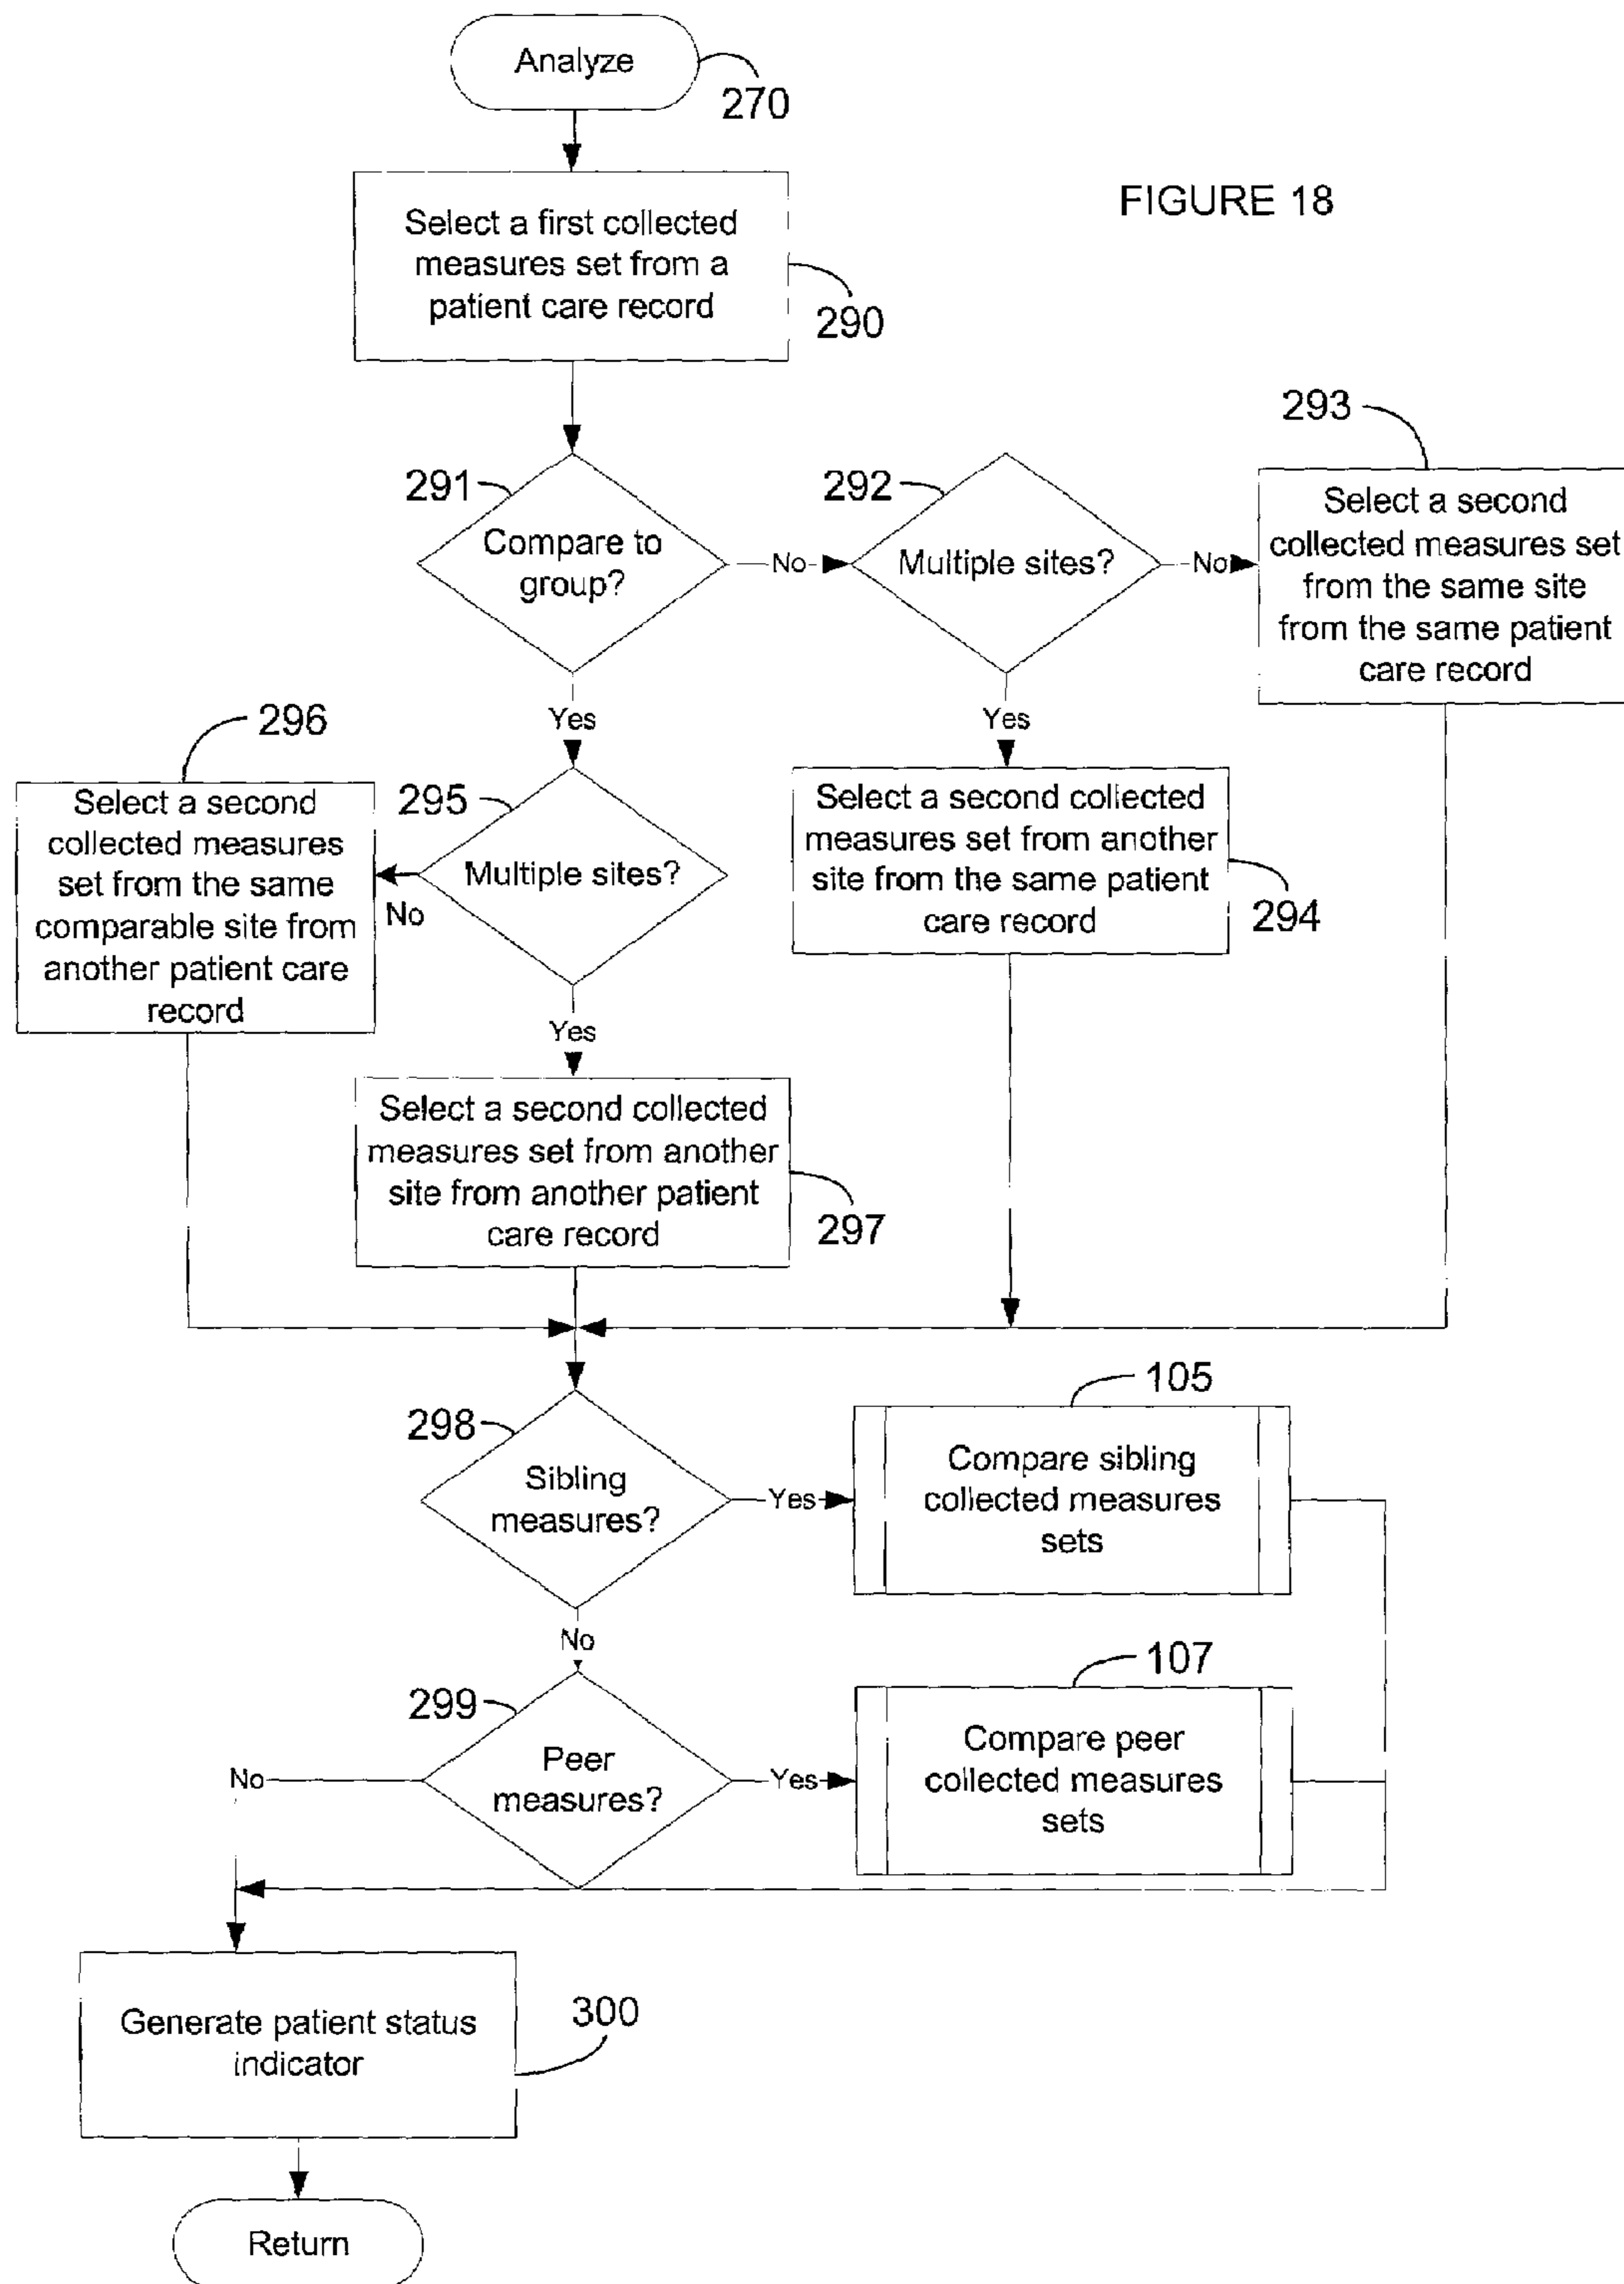 Analyze
270
FIGURE 18
Select a first collected
measures set from a
patient care record
290
293
291
Compare to
group?
No
292
Multiple sites?
No
Select a second
collected measures set
from the same site
from the same patient
care record
Yes
Yes
296
Select a second
collected measures
set from the same
comparable site from
another patient care
record
295
Multiple sites?
No
Select a second collected
measures set from another
site from the same patient
care record
294
Yes
Select a second collected
measures set from another
site from another patient
care record
297
298
Sibling
measures?
Yes
105
Compare sibling
collected measures
sets
No
299
Peer
measures?
No
Yes
107
Compare peer
collected measures
sets
Generate patient status
indicator
300
Return